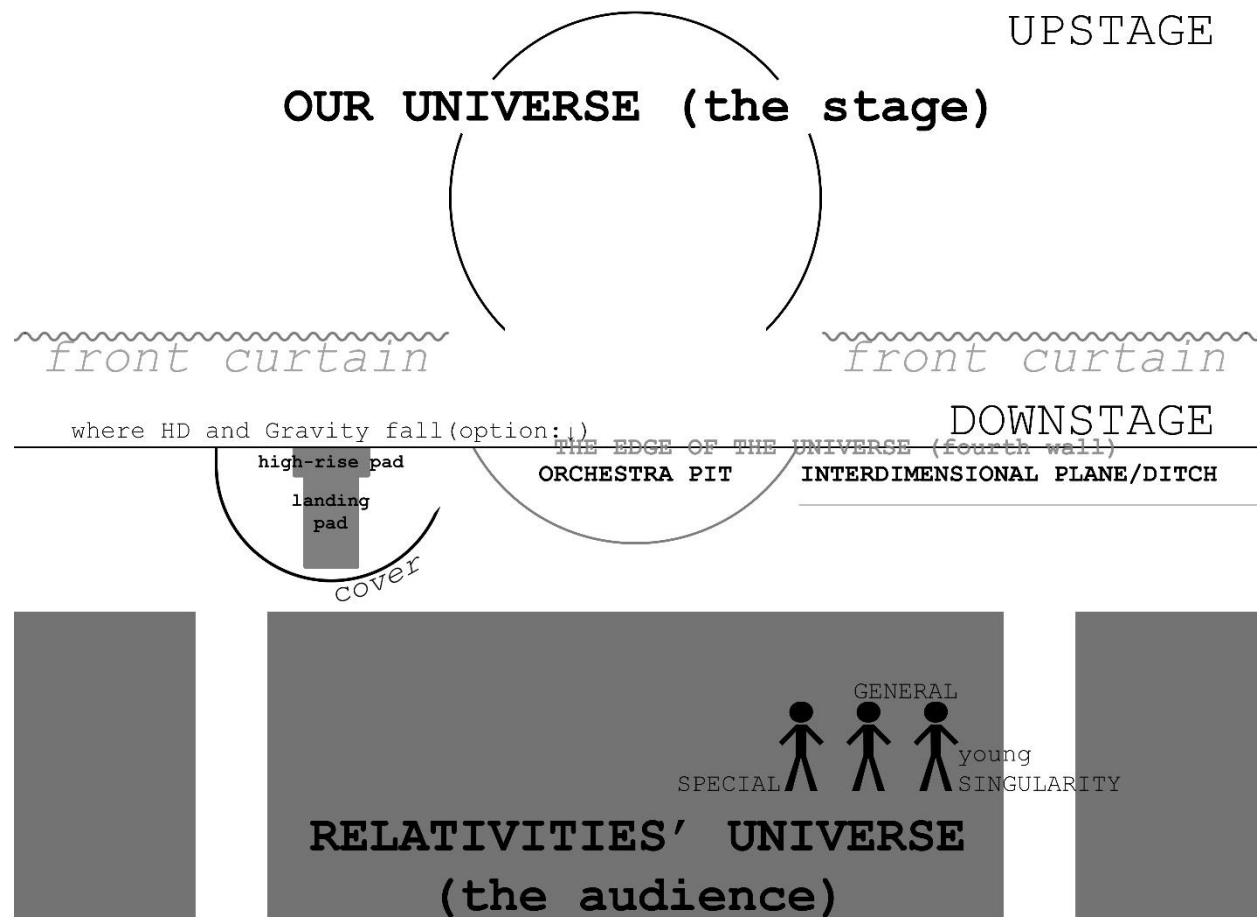 UPSTAGE
OUR UNIVERSE (the stage)
front curtain
front curtain
DOWNSTAGE
where HD and Gravity fall(option:↓)
THE EDGE OF THE UNIVERSE (fourth wall)
high-rise pad
ORCHESTRA PIT
INTERDIMENSIONAL PLANE/DITCH
landing
pad
cover
GENERAL
young
SPECIAL
SINGULARITY
RELATIVITIES’ UNIVERSE
(the audience)